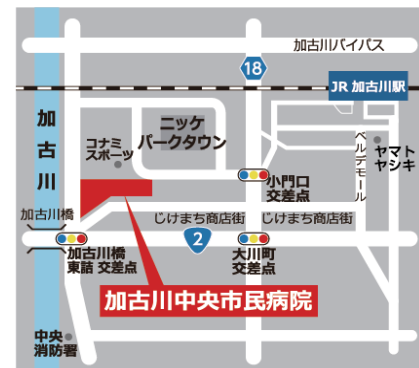 加古川バイパス
18
JR 加古川駅
加古川
コナミ
スポーツ
ニッケ
パークタウン
ベルデモール
ヤマト
ヤシキ
小門口
交差点
加古川橋
じけまち商店街
じけまち商店街
2
加古川橋
東詰 交差点
大川町
交差点
加古川中央市民病院
中央
消防署